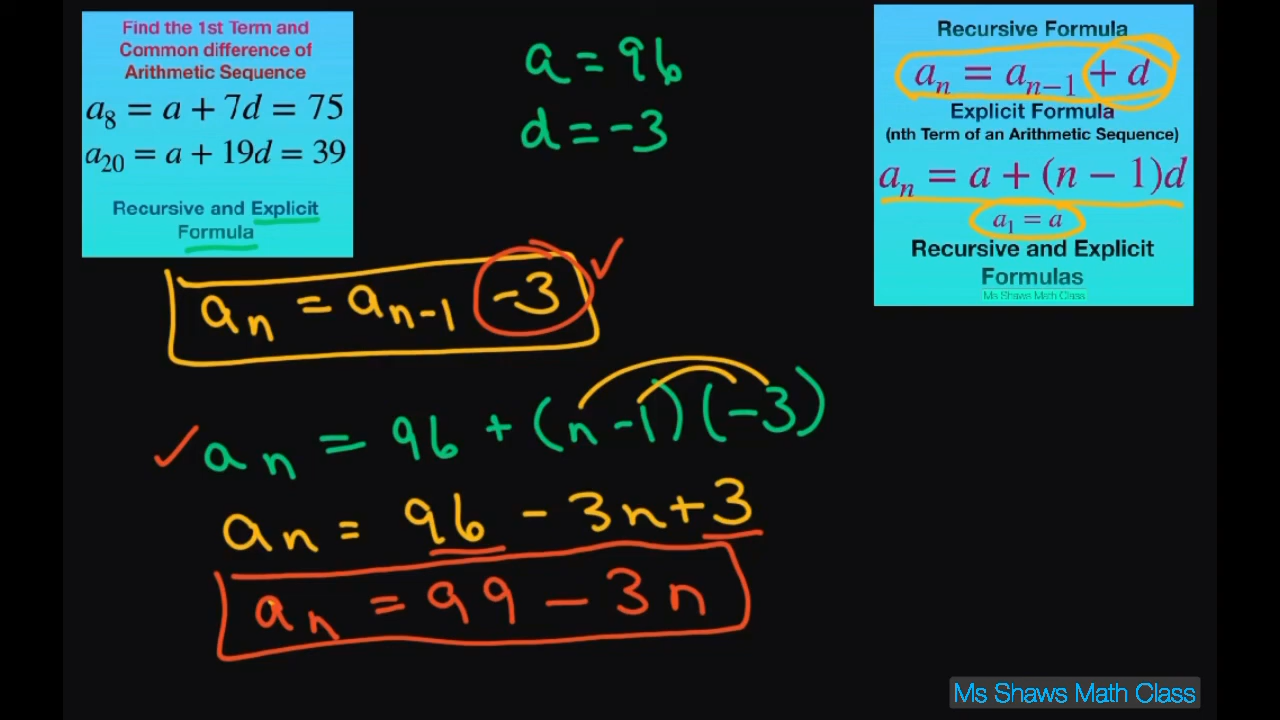 Find the 1st Term and
Common difference of
Arithmetic Sequence
a₈ = a + 7d = 75
a₂₀ = a + 19d = 39
Recursive and Explicit
Formula
a = 96
d = -3
Recursive Formula
aₙ = aₙ₋₁ + d
Explicit Formula
(nth Term of an Arithmetic Sequence)
aₙ = a + (n − 1)d
a₁ = a
Recursive and Explicit
Formulas
Ms Shaws Math Class
aₙ = aₙ₋₁ -3
aₙ = 96 + (n-1)(-3)
aₙ = 96 - 3n + 3
aₙ = 99 - 3n
Ms Shaws Math Class